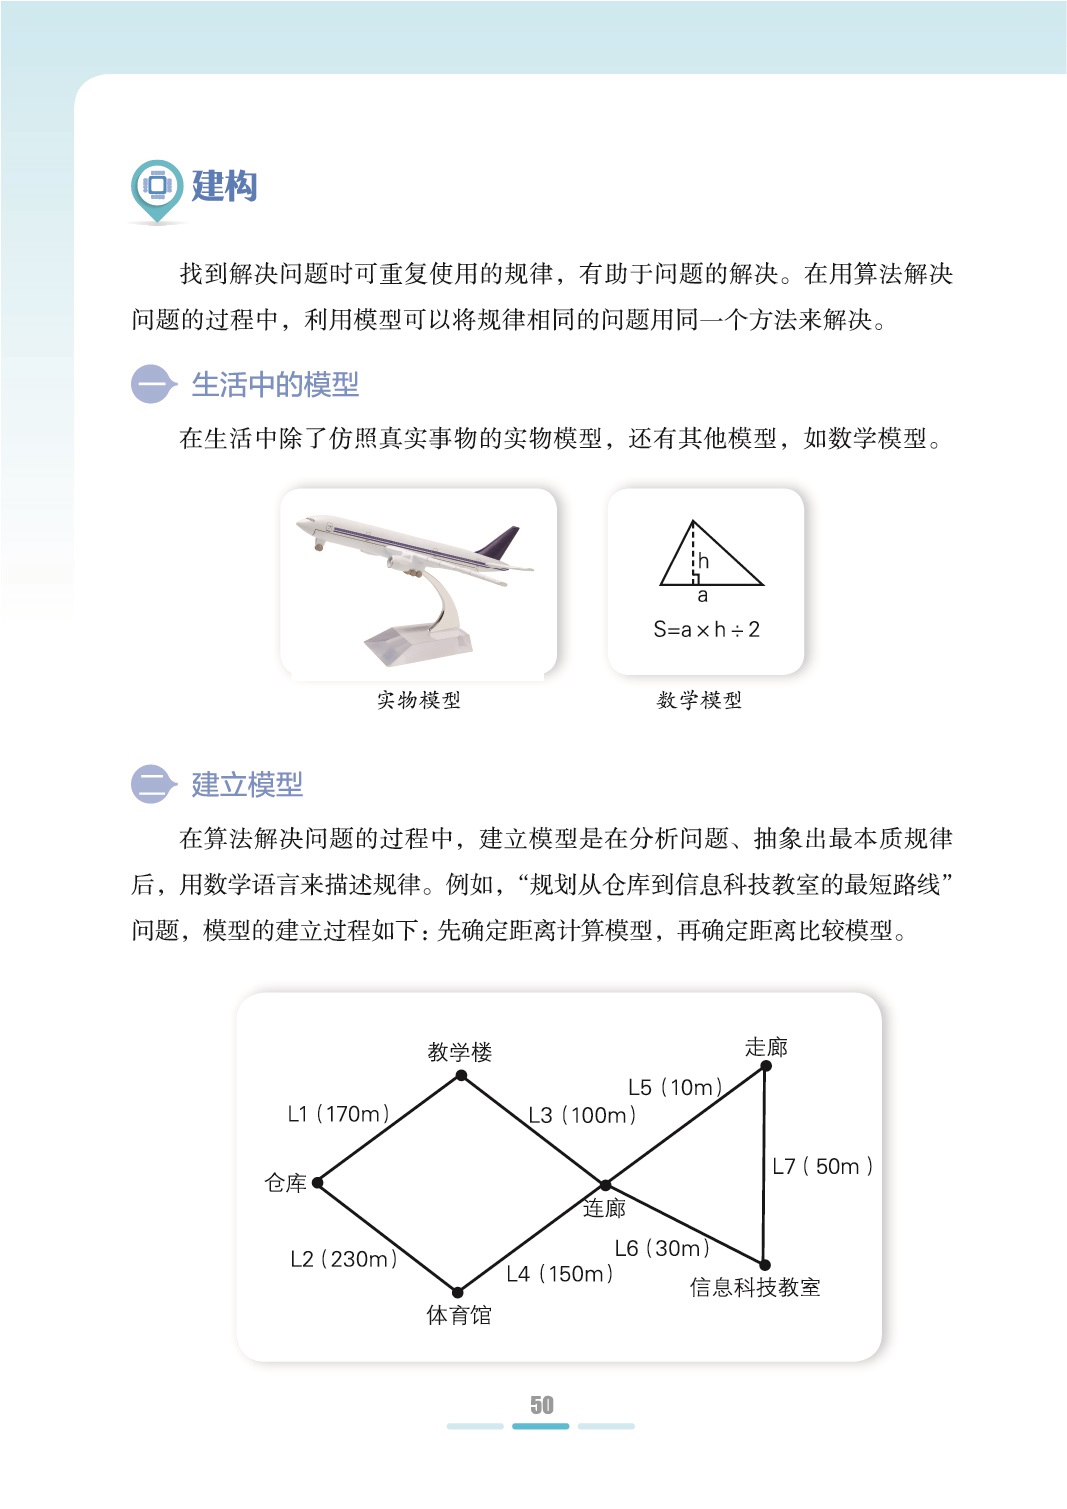 建构
找到解决问题时可重复使用的规律，有助于问题的解决。在用算法解决
问题的过程中，利用模型可以将规律相同的问题用同一个方法来解决。
一 生活中的模型
在生活中除了仿照真实事物的实物模型，还有其他模型，如数学模型。
h
a
S=a×h÷2
实物模型
数学模型
二 建立模型
在算法解决问题的过程中，建立模型是在分析问题、抽象出最本质规律
后，用数学语言来描述规律。例如，“规划从仓库到信息科技教室的最短路线”
问题，模型的建立过程如下：先确定距离计算模型，再确定距离比较模型。
教学楼
走廊
L5（10m）
L1（170m）
L3（100m）
L7（50m）
仓库
连廊
L6（30m）
L2（230m）
L4（150m）
信息科技教室
体育馆
50